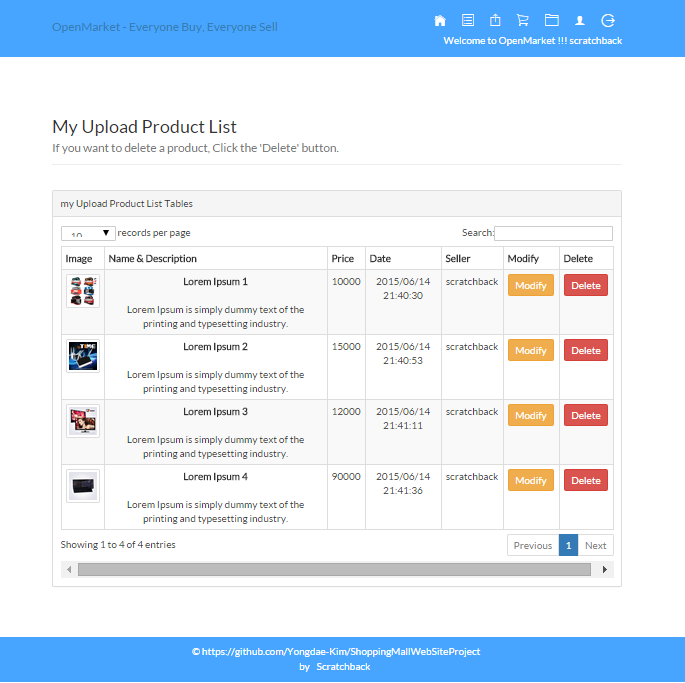 OpenMarket - Everyone Buy, Everyone Sell
Welcome to OpenMarket !!! scratchback
My Upload Product List
If you want to delete a product, Click the 'Delete' button.
my Upload Product List Tables
10 records per page Search:
Image Name & Description Price Date Seller Modify Delete
Lorem Ipsum 1 10000 2015/06/14 scratchback Modify Delete
21:40:30
Lorem Ipsum is simply dummy text of the
printing and typesetting industry.
Lorem Ipsum 2 15000 2015/06/14 scratchback Modify Delete
21:40:53
Lorem Ipsum is simply dummy text of the
printing and typesetting industry.
Lorem Ipsum 3 12000 2015/06/14 scratchback Modify Delete
21:41:11
Lorem Ipsum is simply dummy text of the
printing and typesetting industry.
Lorem Ipsum 4 90000 2015/06/14 scratchback Modify Delete
21:41:36
Lorem Ipsum is simply dummy text of the
printing and typesetting industry.
Showing 1 to 4 of 4 entries Previous 1 Next
© https://github.com/Yongdae-Kim/ShoppingMallWebSiteProject
by Scratchback